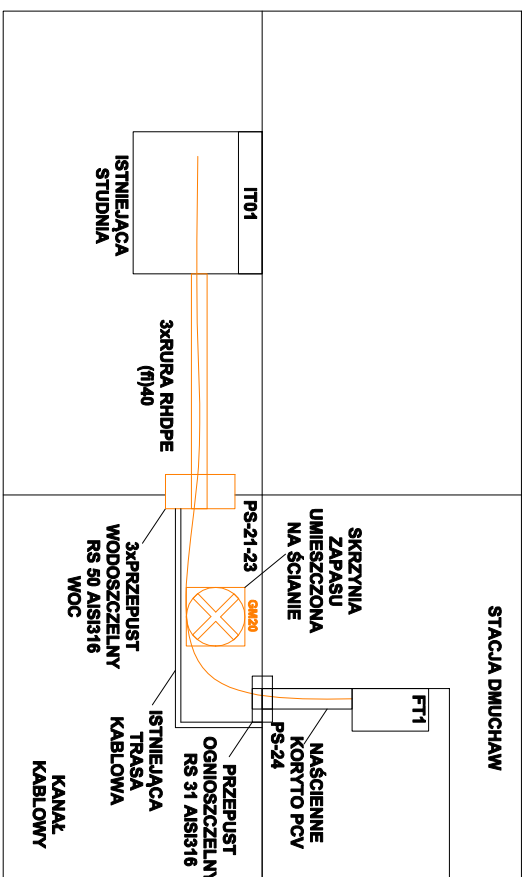 STACJA DMUCHAW
FT1
NAŚCIENNE
KORYTO PCV
SKRZYNIA
ZAPASU
UMIESZCZONA
NA ŚCIANIE
PS-24
IT01
PS-21-23
GM20
PRZEPUST
OGNIOSZCZELNY
RS 31 AISI316
ISTNIEJĄCA
STUDNIA
3xRURA RHDPE
(fi)40
3xPRZEPUST
WODOSZCZELNY
RS 50 AISI316
WOC
ISTNIEJĄCA
TRASA
KABLOWA
KANAŁ
KABLOWY